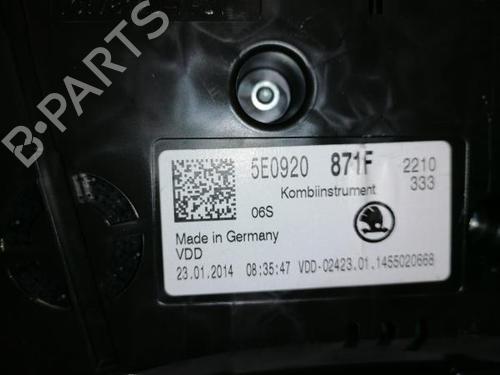 B-PARTS
5E0920 871F 2210
Kombiinstrument 333
06S
Made in Germany
VDD
23.01.2014 08:35:47 VDD-02423.01.1455020668